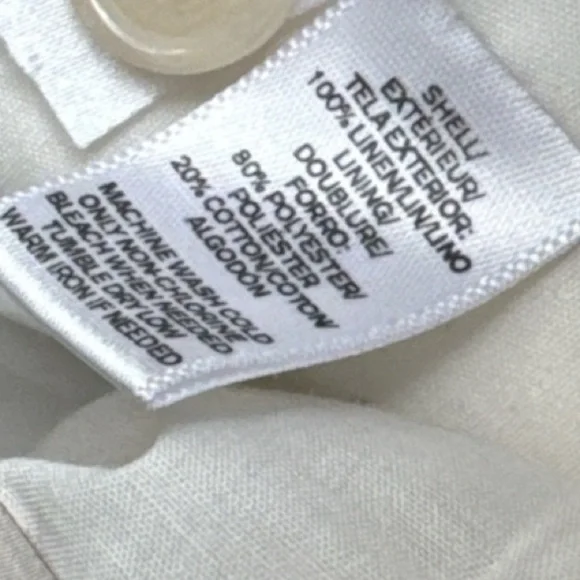 SHELL/
EXTÉRIEUR/
TELA EXTERIOR:
100% LINEN/LIN/LINO
LINING/
DOUBLURE/
FORRO:
80% POLYESTER/
POLIESTER
20% COTTON/COTON/
ALGODON
MACHINE WASH COLD
ONLY NON-CHLORINE
BLEACH WHEN NEEDED
TUMBLE DRY LOW
WARM IRON IF NEEDED